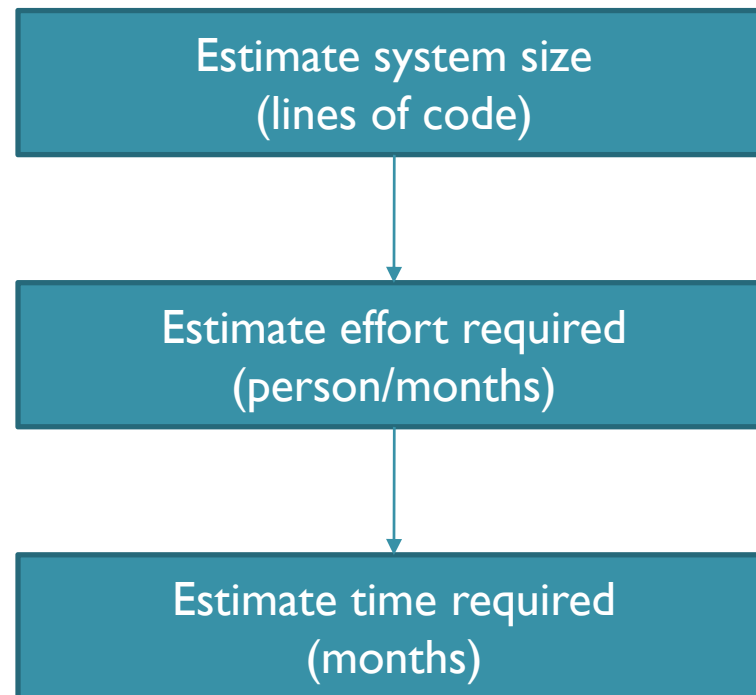 Estimate system size
(lines of code)
Estimate effort required
(person/months)
Estimate time required
(months)